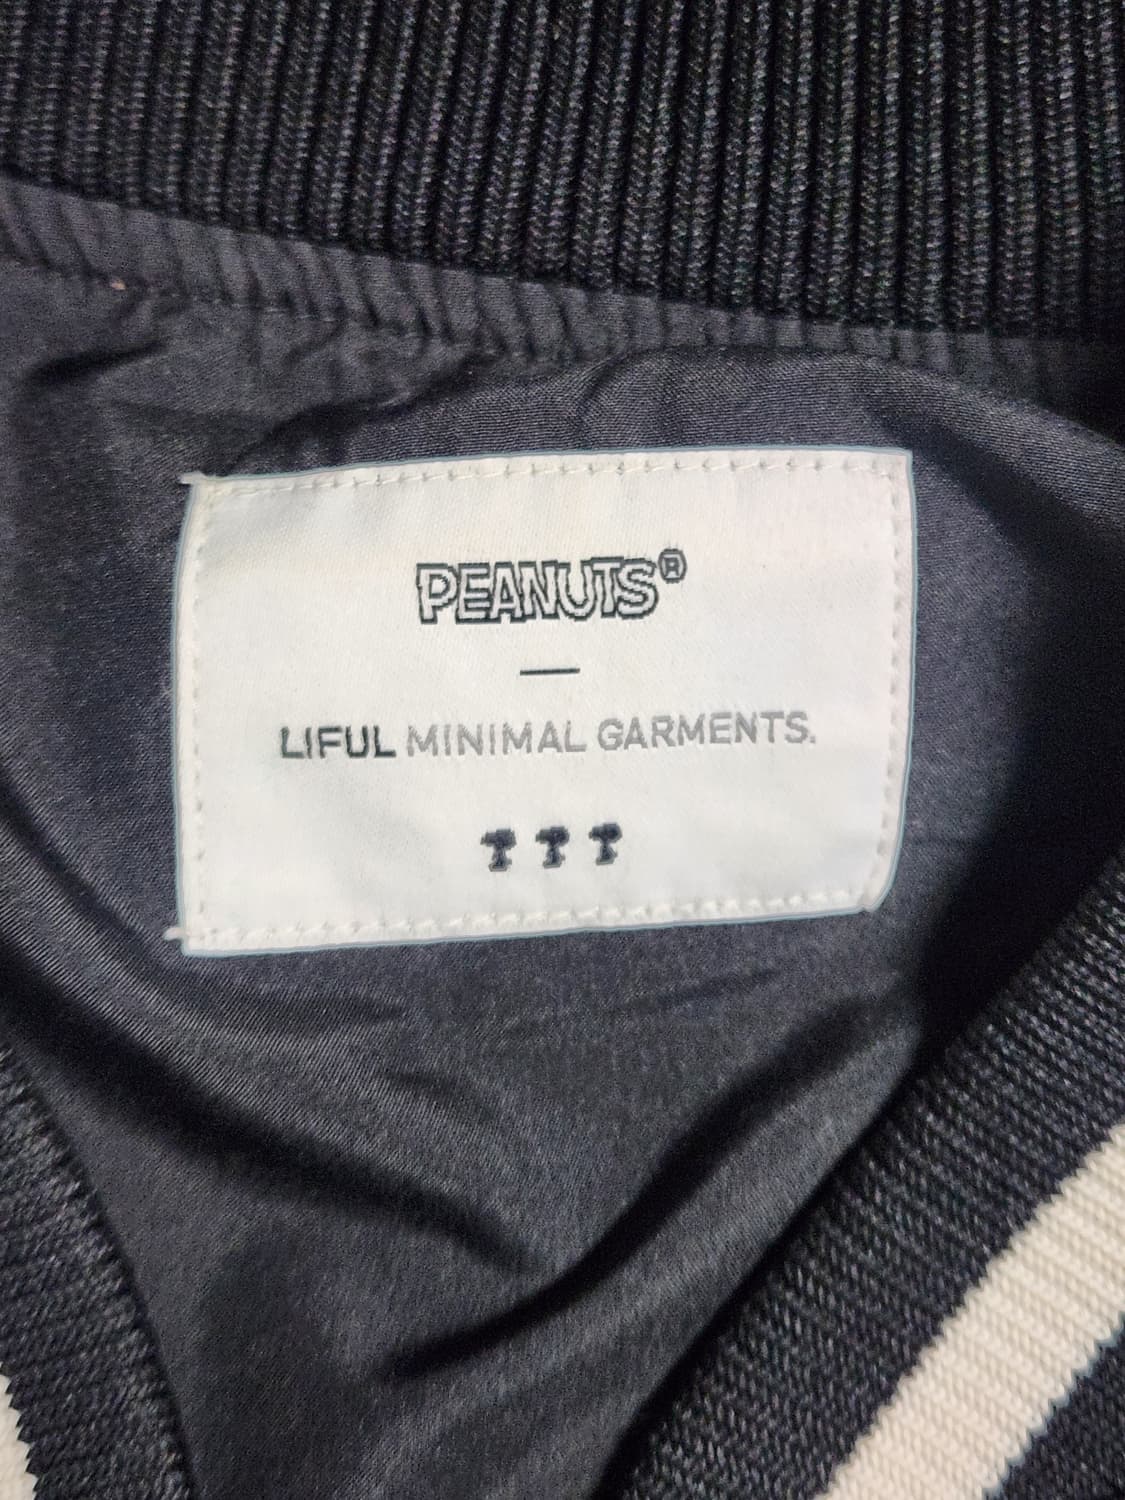 PEANUTS®
—
LIFUL MINIMAL GARMENTS.